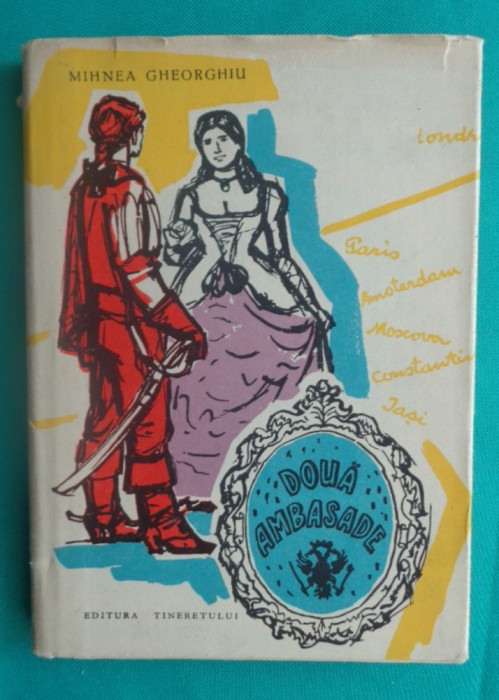 MIHNEA GHEORGHIU
Londr
Paris
Amsterdam
Moscova
Constantin
Iași
DOUĂ
AMBASADE
EDITURA TINERETULUI